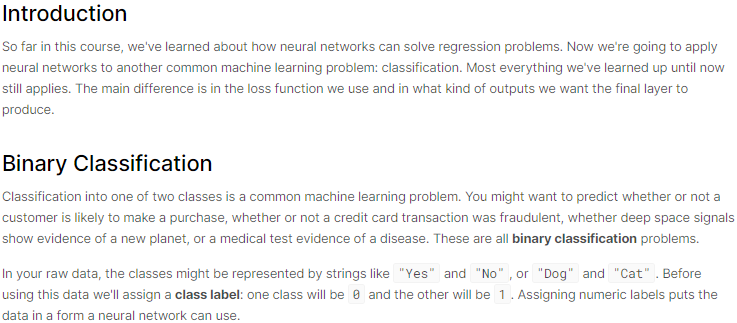 Introduction
So far in this course, we've learned about how neural networks can solve regression problems. Now we're going to apply
neural networks to another common machine learning problem: classification. Most everything we've learned up until now
still applies. The main difference is in the loss function we use and in what kind of outputs we want the final layer to
produce.
Binary Classification
Classification into one of two classes is a common machine learning problem. You might want to predict whether or not a
customer is likely to make a purchase, whether or not a credit card transaction was fraudulent, whether deep space signals
show evidence of a new planet, or a medical test evidence of a disease. These are all binary classification problems.
In your raw data, the classes might be represented by strings like "Yes" and "No", or "Dog" and "Cat". Before
using this data we'll assign a class label: one class will be 0 and the other will be 1. Assigning numeric labels puts the
data in a form a neural network can use.